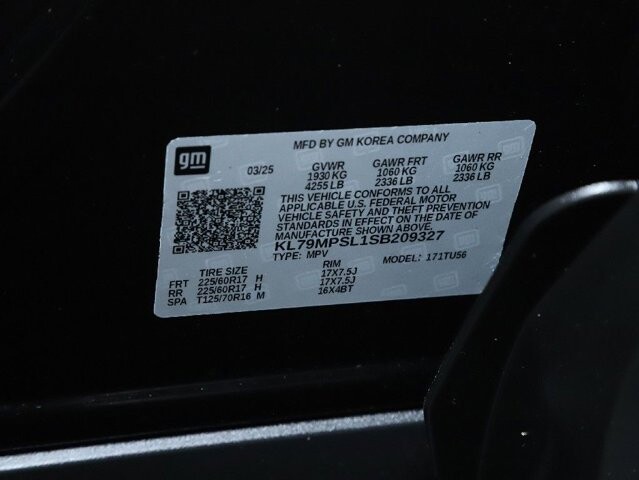 MFD BY GM KOREA COMPANY
gm
03/25 GVWR GAWR FRT GAWR RR
1930 KG 1060 KG 1060 KG
4255 LB 2336 LB 2336 LB
THIS VEHICLE CONFORMS TO ALL
APPLICABLE U.S. FEDERAL MOTOR
VEHICLE SAFETY AND THEFT PREVENTION
STANDARDS IN EFFECT ON THE DATE OF
MANUFACTURE SHOWN ABOVE.
KL79MPSL1SB209327
TYPE: MPV MODEL: 171TU56
TIRE SIZE RIM
FRT 225/60R17 H 17X7.5J
RR 225/60R17 H 17X7.5J
SPA T125/70R16 M 16X4BT